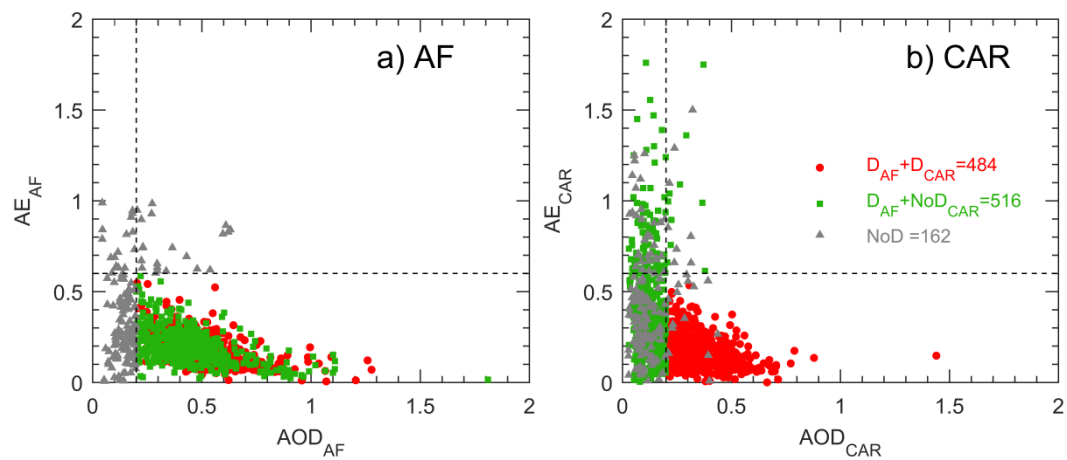 a) AF
2
1.5
1
0.5
0
AE_AF
0 0.5 1 1.5 2
AOD_AF
b) CAR
2
1.5
1
0.5
0
AE_CAR
D_AF+D_CAR=484
D_AF+NoD_CAR=516
NoD =162
0 0.5 1 1.5 2
AOD_CAR